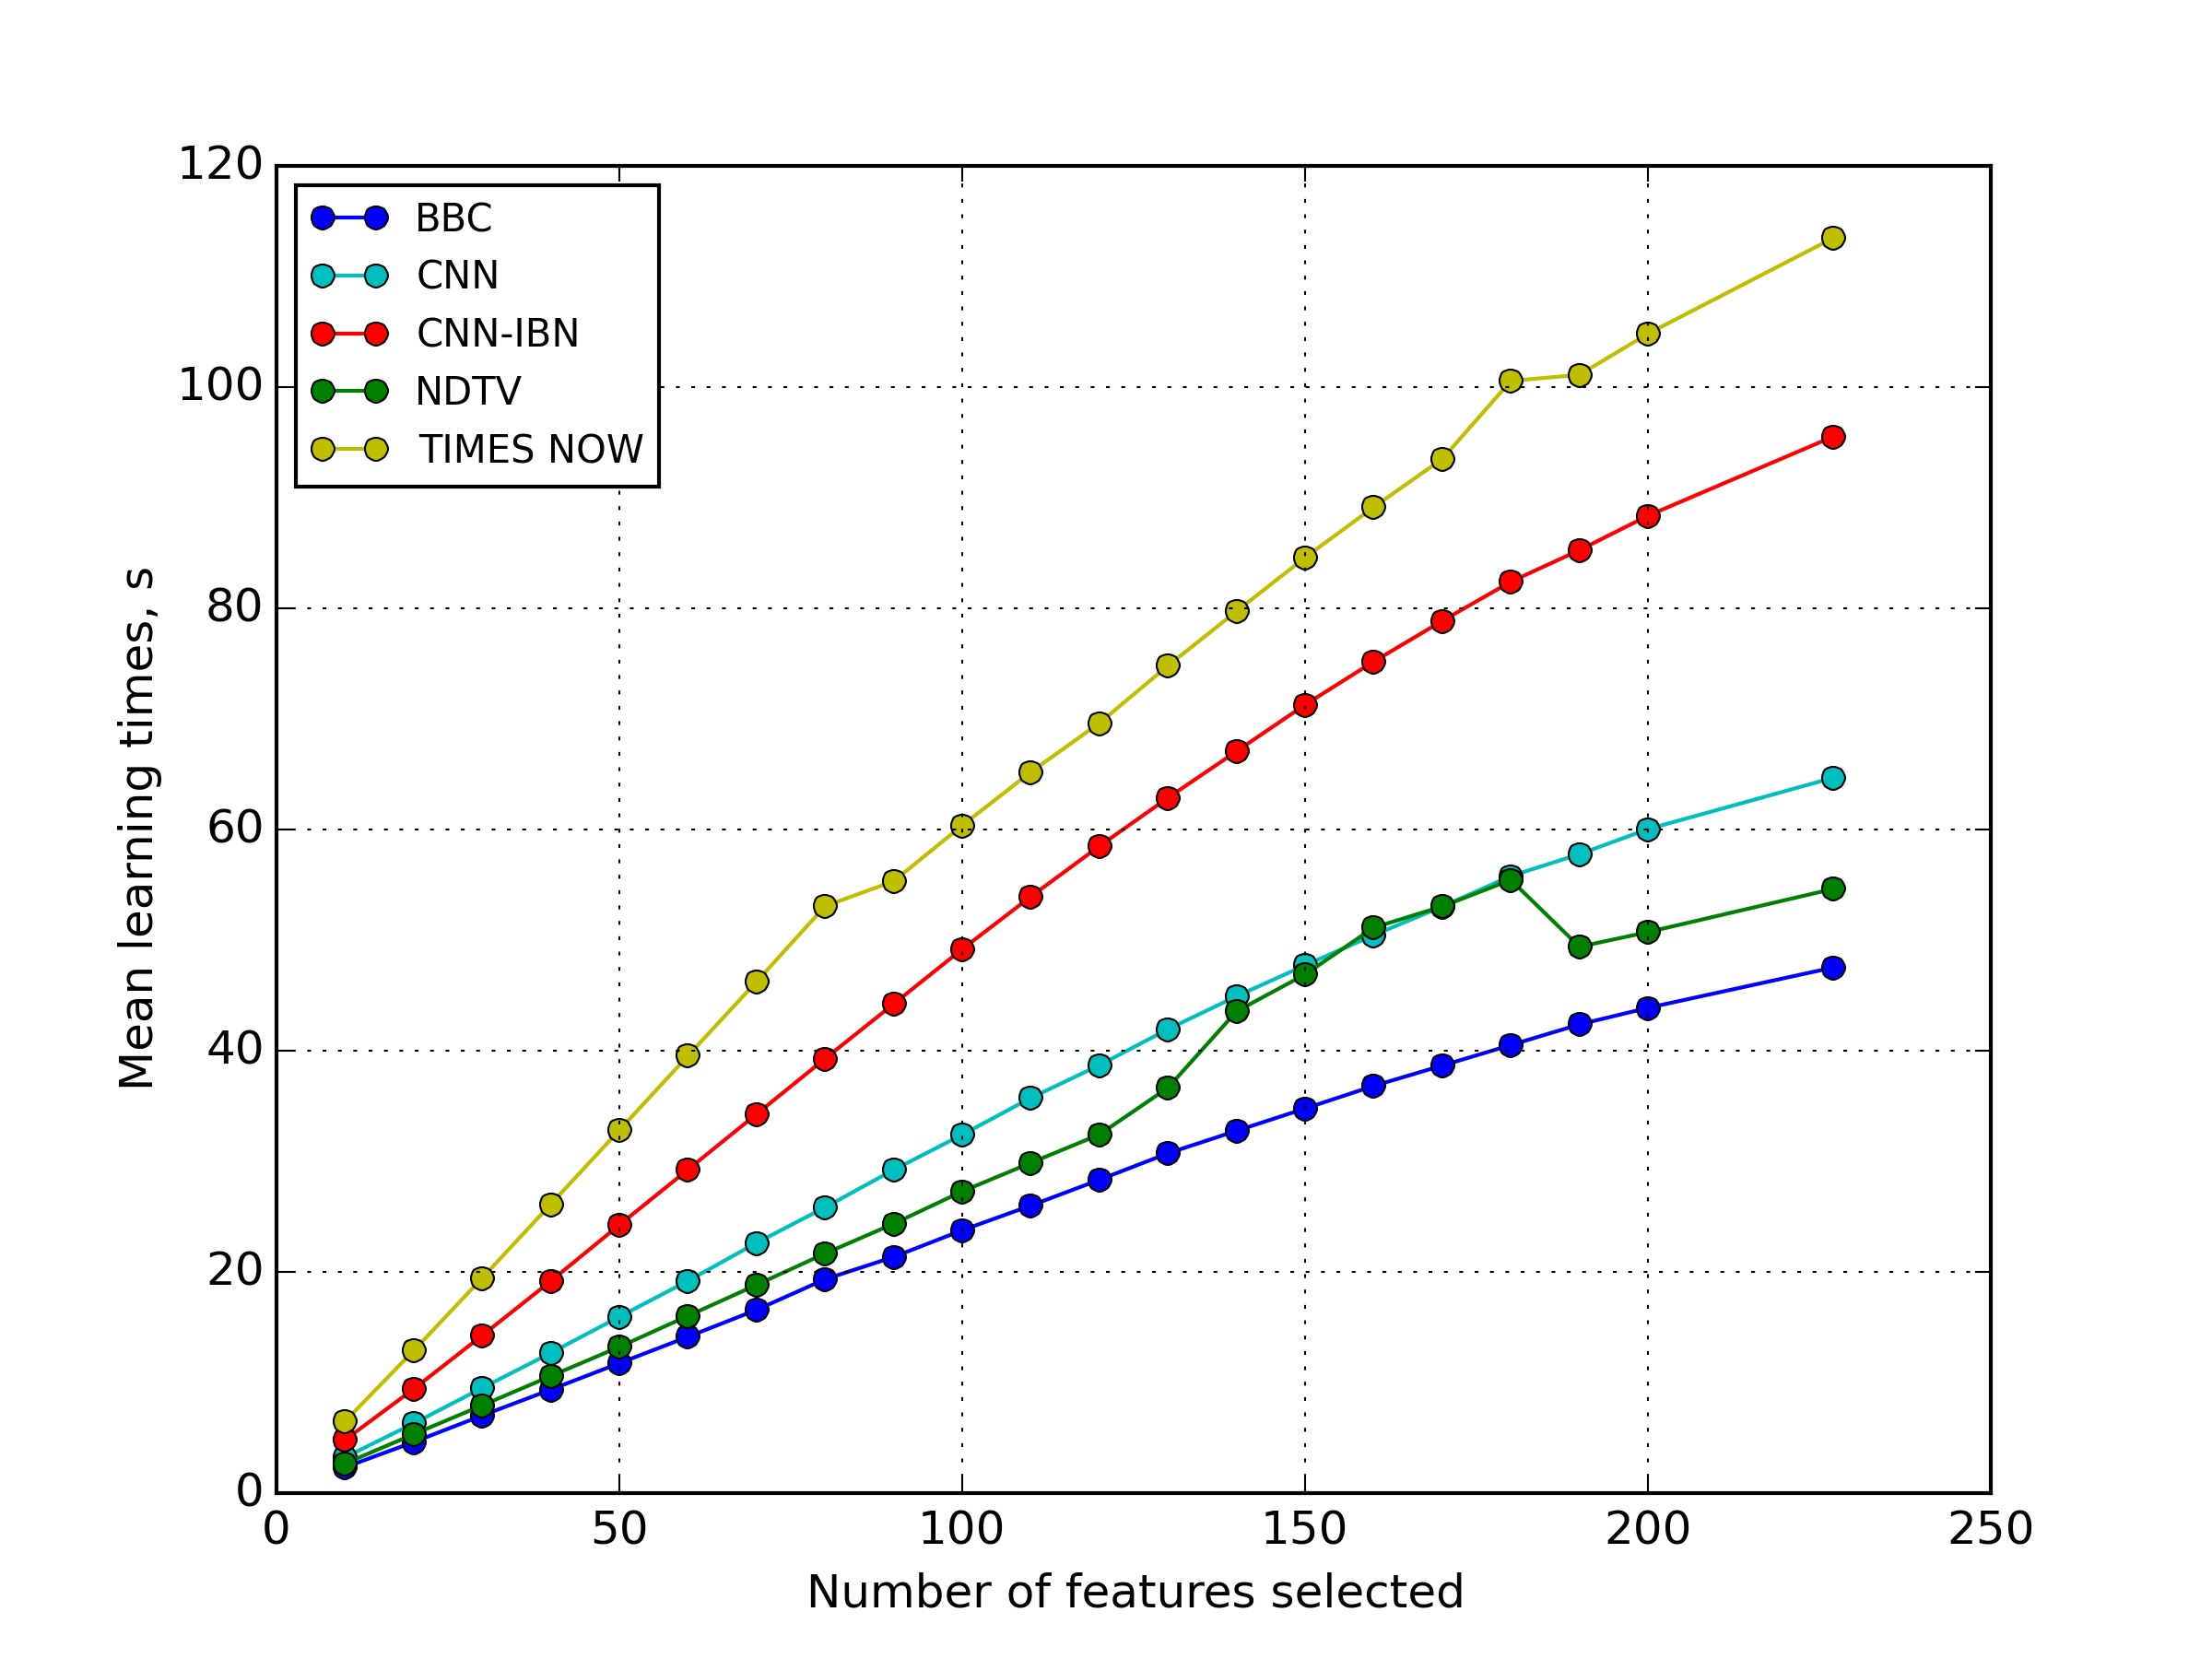 120
100
80
60
40
20
0
BBC
CNN
CNN-IBN
NDTV
TIMES NOW
Mean learning times, s
0 50 100 150 200 250
Number of features selected